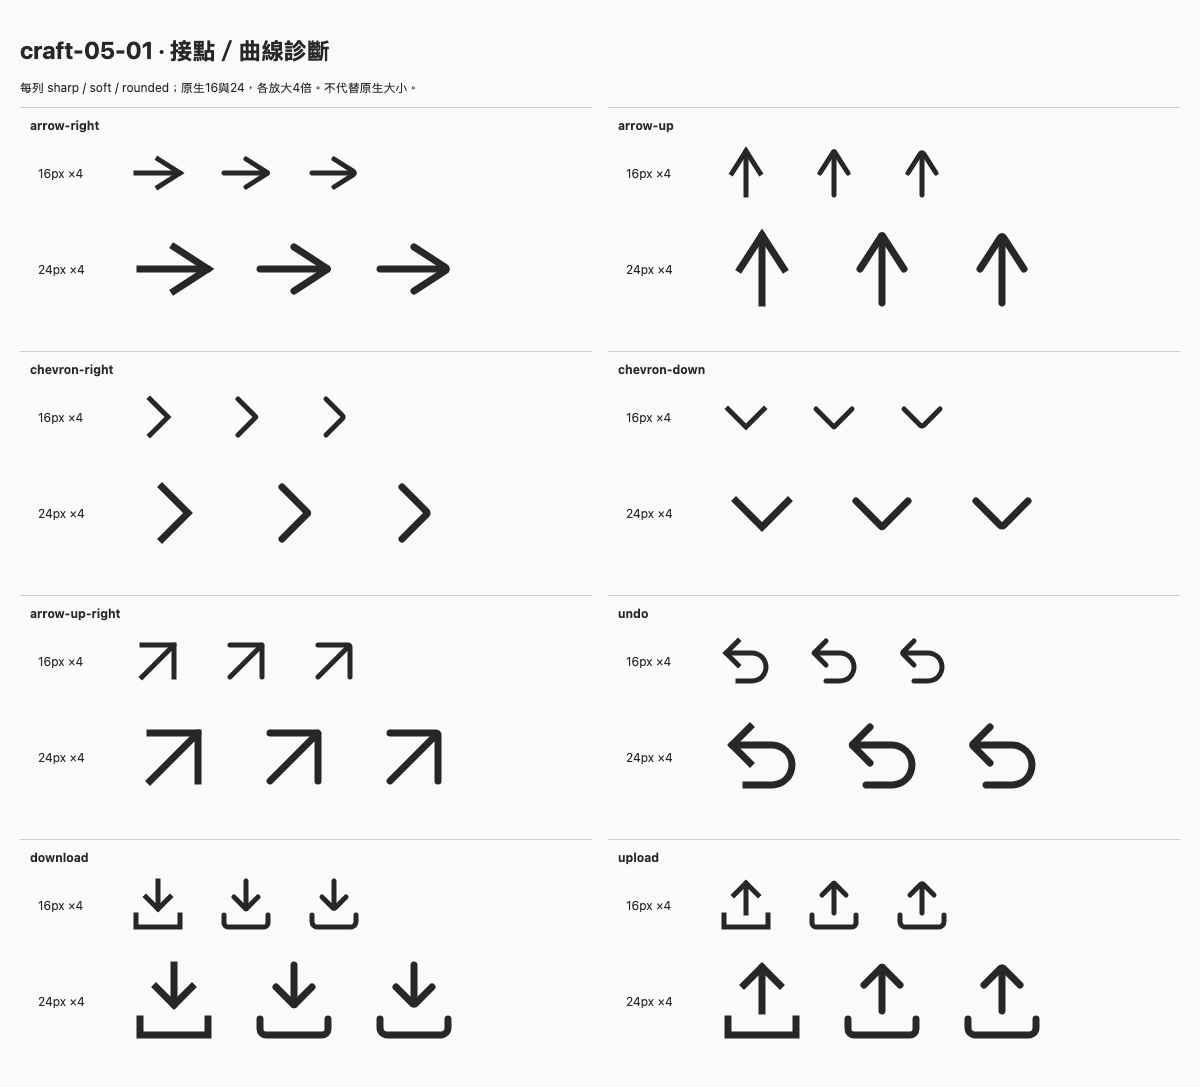 craft-05-01 · 接點 / 曲線診斷
每列 sharp / soft / rounded；原生16與24，各放大4倍。不代替原生大小。
arrow-right
16px ×4
24px ×4
arrow-up
16px ×4
24px ×4
chevron-right
16px ×4
24px ×4
chevron-down
16px ×4
24px ×4
arrow-up-right
16px ×4
24px ×4
undo
16px ×4
24px ×4
download
16px ×4
24px ×4
upload
16px ×4
24px ×4